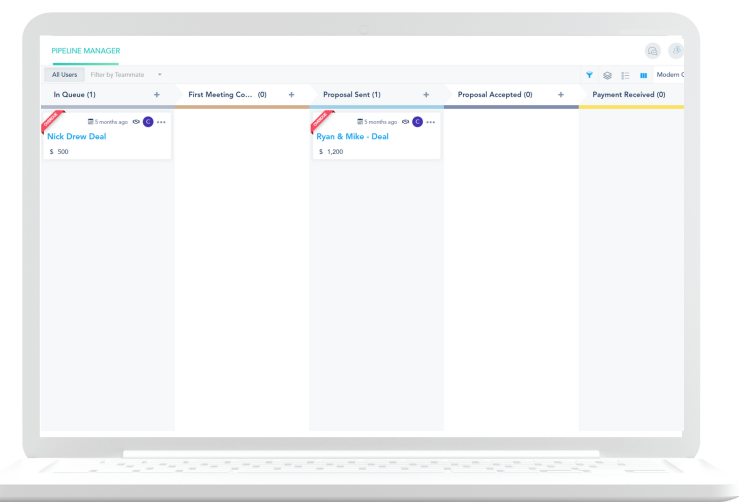 PIPELINE MANAGER
All Users Filter by Teammate
Modern
In Queue (1) + First Meeting Co... (0) + Proposal Sent (1) + Proposal Accepted (0) + Payment Received (0)
5 months ago C ...
Nick Drew Deal
$ 500
5 months ago C ...
Ryan & Mike - Deal
$ 1,200